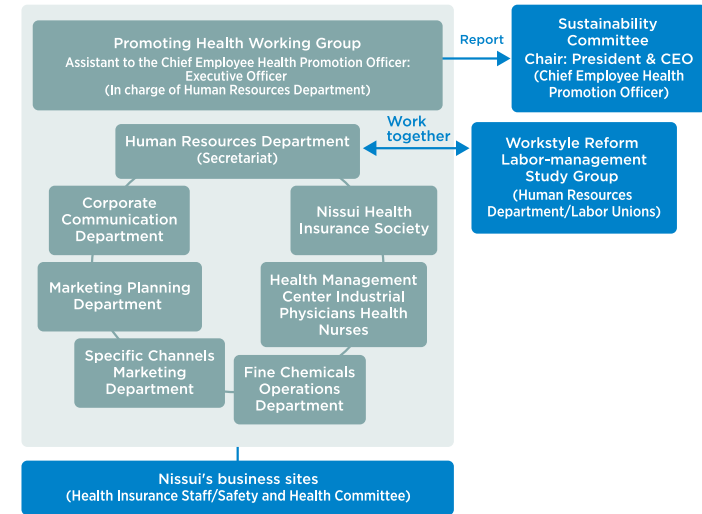 Promoting Health Working Group
Assistant to the Chief Employee Health Promotion Officer:
Executive Officer
(In charge of Human Resources Department)
Report
Sustainability
Committee
Chair: President & CEO
(Chief Employee Health
Promotion Officer)
Human Resources Department
(Secretariat)
Work
together
Workstyle Reform
Labor-management
Study Group
(Human Resources
Department/Labor Unions)
Corporate
Communication
Department
Nissui Health
Insurance Society
Marketing Planning
Department
Health Management
Center Industrial
Physicians Health
Nurses
Specific Channels
Marketing
Department
Fine Chemicals
Operations
Department
Nissui's business sites
(Health Insurance Staff/Safety and Health Committee)